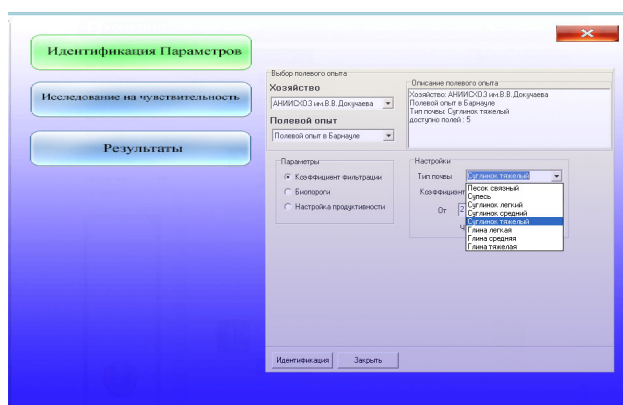 Идентификация Параметров
Исследование на чувствительность
Результаты
Выбор полевого опыта
Хозяйство
АНИИСХОЗ им.В.В.Докучаева
Полевой опыт
Полевой опыт в Барнауле
Описание полевого опыта
Хозяйство: АНИИСХОЗ им.В.В.Докучаева
Полевой опыт в Барнауле
Тип почвы: Суглинок тяжелый
доступно полей : 5
Параметры
Коэффициент фильтрации
Биопороги
Настройка продуктивности
Настройки
Тип почвы
Суглинок тяжелый
Коэффициент
От 2
Песок связный
Супесь
Суглинок легкий
Суглинок средний
Суглинок тяжелый
Глина легкая
Глина средняя
Глина тяжелая
Идентификация
Закрыть